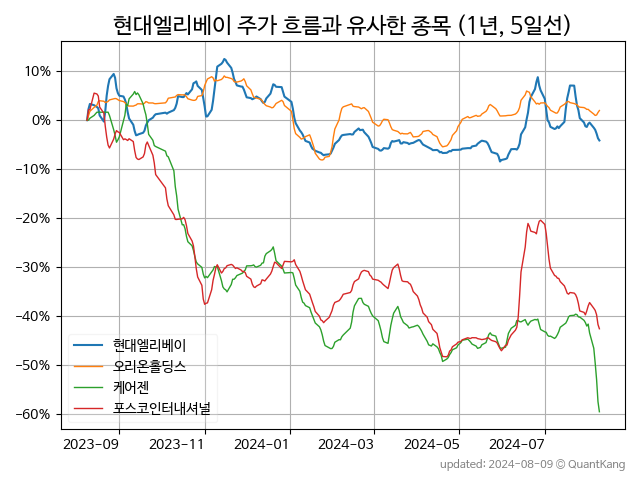 현대엘리베이 주가 흐름과 유사한 종목 (1년, 5일선)
10%
0%
−10%
−20%
−30%
−40%
−50%
−60%
현대엘리베이
오리온홀딩스
케어젠
포스코인터내셔널
2023-09 2023-11 2024-01 2024-03 2024-05 2024-07
updated: 2024-08-09 © QuantKang